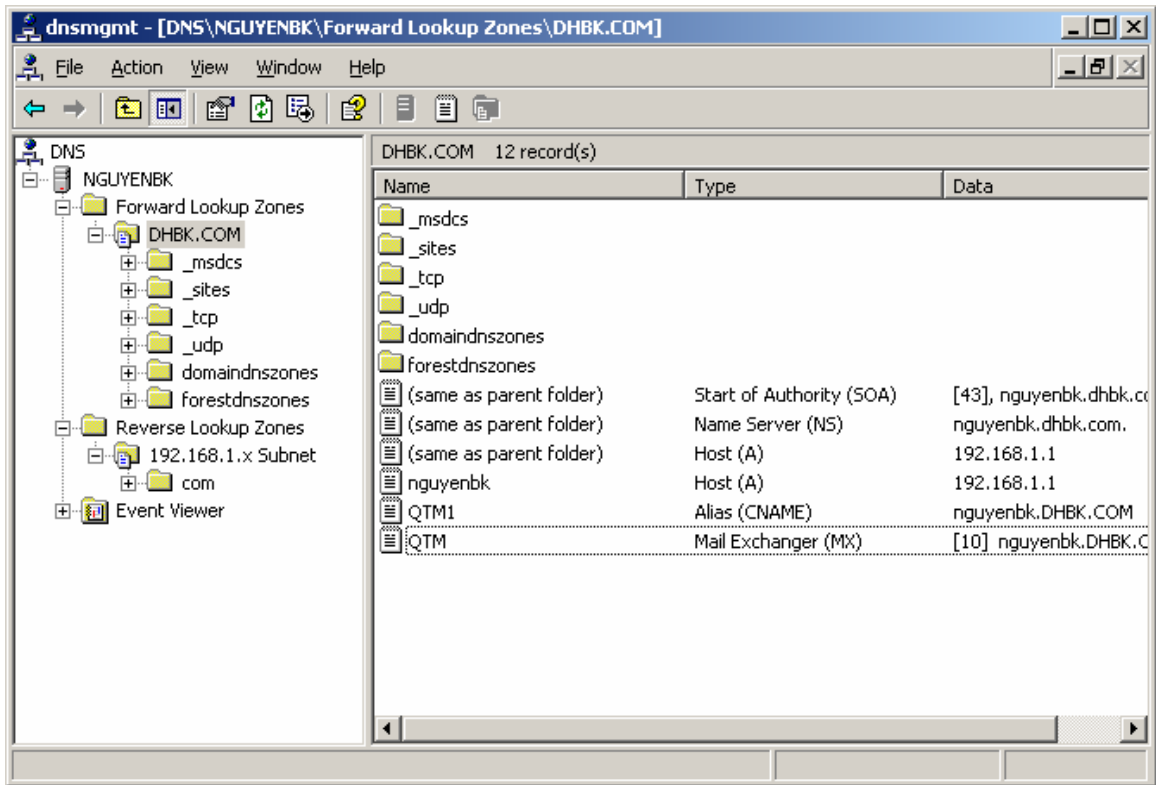 dnsmgmt - [DNS\NGUYENBK\Forward Lookup Zones\DHBK.COM]
File Action View Window Help
DNS
NGUYENBK
Forward Lookup Zones
DHBK.COM
_msdcs
_sites
_tcp
_udp
domaindnszones
forestdnszones
Reverse Lookup Zones
192.168.1.x Subnet
com
Event Viewer
DHBK.COM 12 record(s)
Name Type Data
_msdcs
_sites
_tcp
_udp
domaindnszones
forestdnszones
(same as parent folder) Start of Authority (SOA) [43], nguyenbk.dhbk.co
(same as parent folder) Name Server (NS) nguyenbk.dhbk.com.
(same as parent folder) Host (A) 192.168.1.1
nguyenbk Host (A) 192.168.1.1
QTM1 Alias (CNAME) nguyenbk.DHBK.COM
QTM Mail Exchanger (MX) [10] nguyenbk.DHBK.C